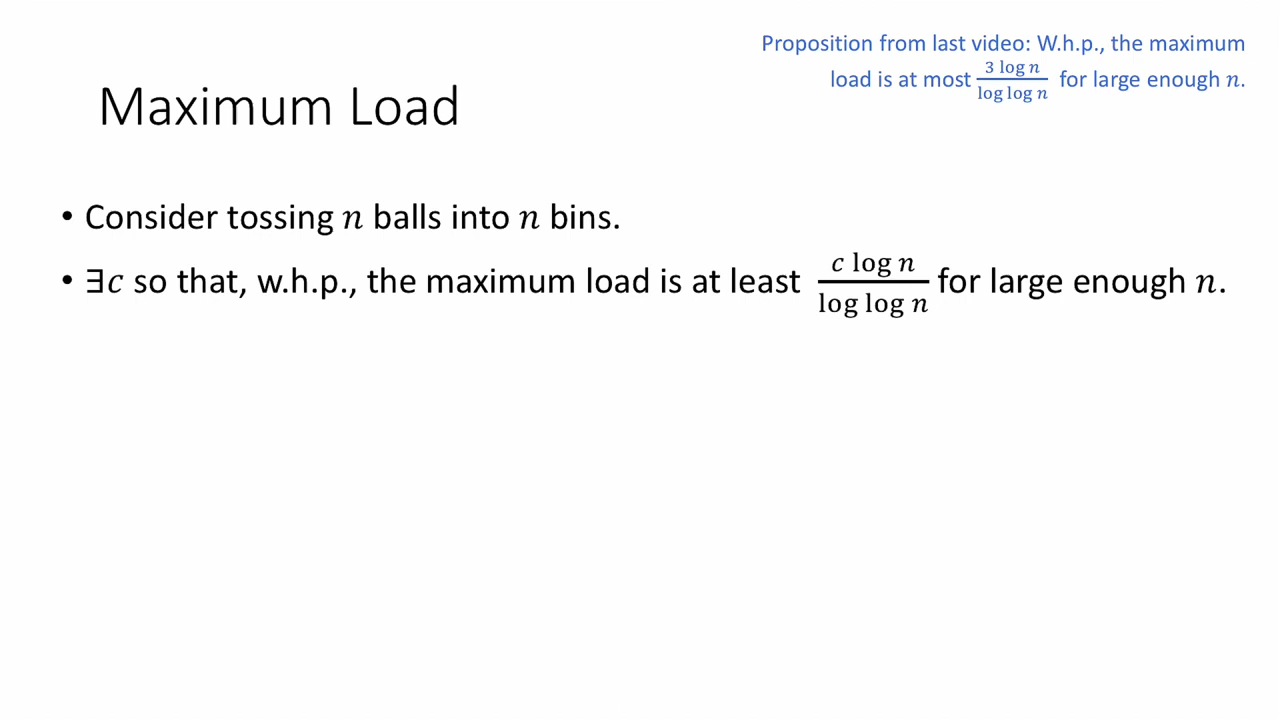 Proposition from last video: W.h.p., the maximum
load is at most \frac{3 \log n}{\log \log n} for large enough n.
Maximum Load
• Consider tossing n balls into n bins.
• ∃c so that, w.h.p., the maximum load is at least \frac{c \log n}{\log \log n} for large enough n.